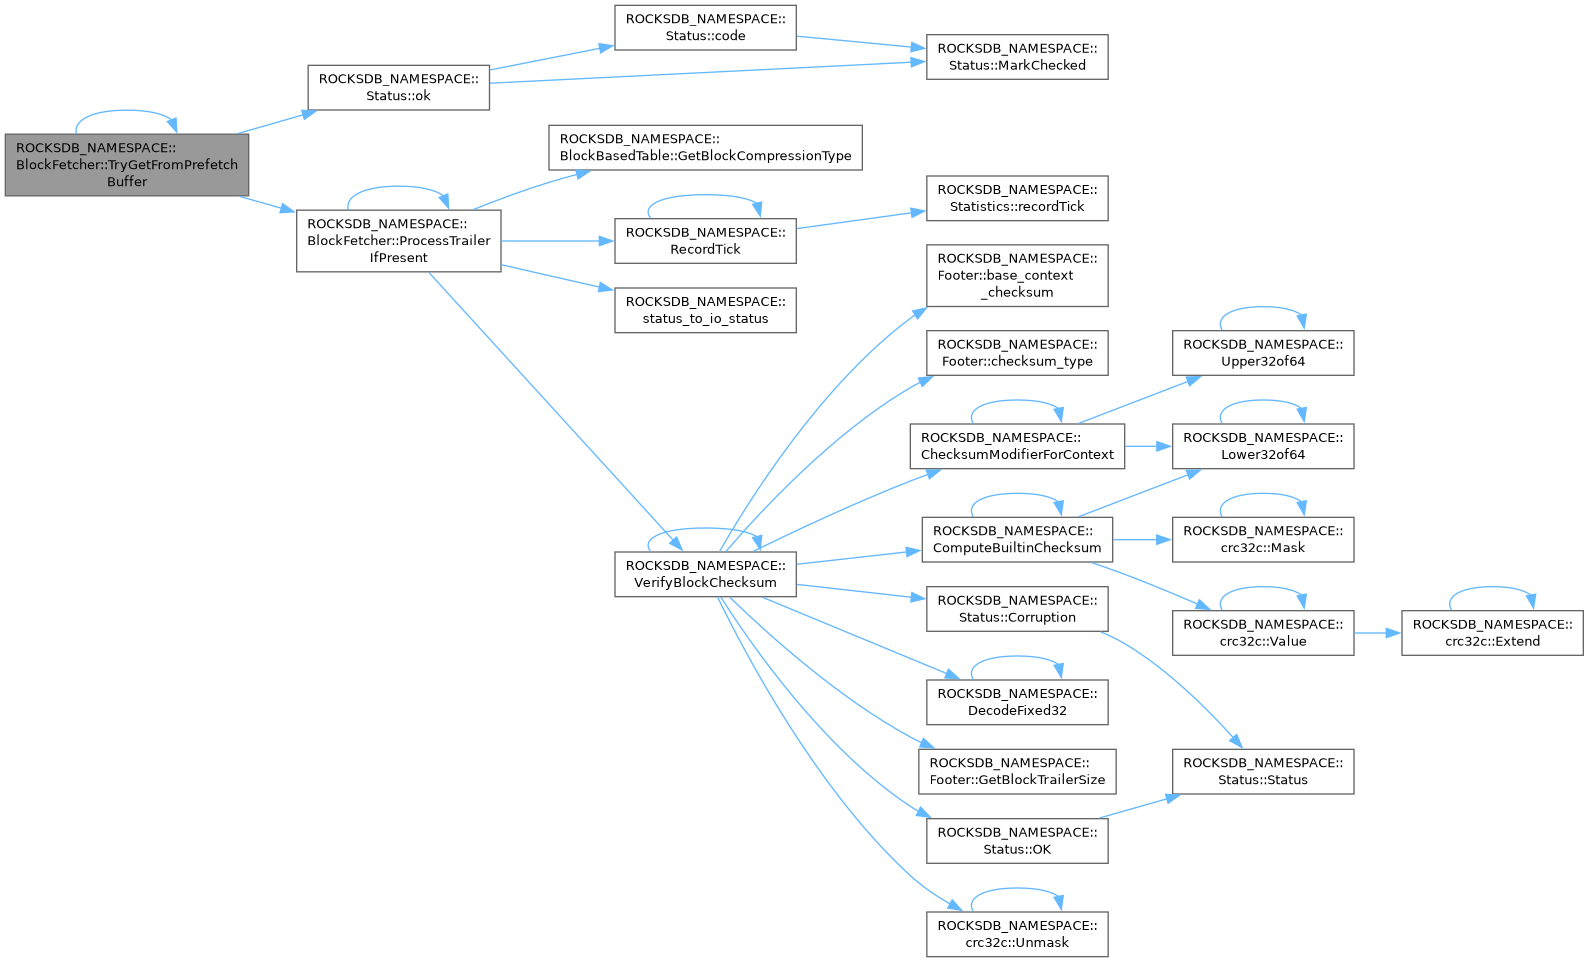 ROCKSDB_NAMESPACE::
BlockFetcher::TryGetFromPrefetch
Buffer
ROCKSDB_NAMESPACE::
Status::ok
ROCKSDB_NAMESPACE::
Status::code
ROCKSDB_NAMESPACE::
Status::MarkChecked
ROCKSDB_NAMESPACE::
BlockFetcher::ProcessTrailer
IfPresent
ROCKSDB_NAMESPACE::
BlockBasedTable::GetBlockCompressionType
ROCKSDB_NAMESPACE::
RecordTick
ROCKSDB_NAMESPACE::
Statistics::recordTick
ROCKSDB_NAMESPACE::
status_to_io_status
ROCKSDB_NAMESPACE::
VerifyBlockChecksum
ROCKSDB_NAMESPACE::
Footer::base_context
_checksum
ROCKSDB_NAMESPACE::
Footer::checksum_type
ROCKSDB_NAMESPACE::
ChecksumModifierForContext
ROCKSDB_NAMESPACE::
Upper32of64
ROCKSDB_NAMESPACE::
Lower32of64
ROCKSDB_NAMESPACE::
ComputeBuiltinChecksum
ROCKSDB_NAMESPACE::
crc32c::Mask
ROCKSDB_NAMESPACE::
crc32c::Value
ROCKSDB_NAMESPACE::
crc32c::Extend
ROCKSDB_NAMESPACE::
Status::Corruption
ROCKSDB_NAMESPACE::
DecodeFixed32
ROCKSDB_NAMESPACE::
Footer::GetBlockTrailerSize
ROCKSDB_NAMESPACE::
Status::Status
ROCKSDB_NAMESPACE::
Status::OK
ROCKSDB_NAMESPACE::
crc32c::Unmask